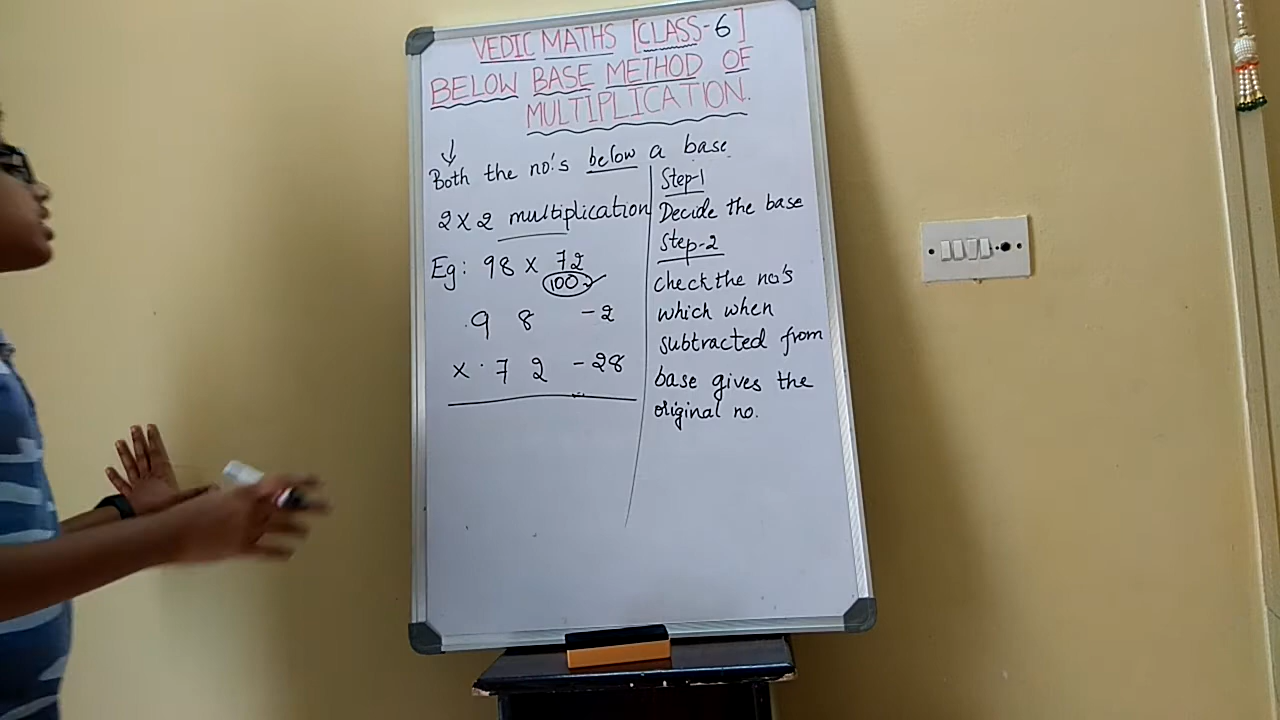 VEDIC MATHS [CLASS-6]
BELOW BASE METHOD OF
MULTIPLICATION.
↓
Both the no's below a base
2 x 2 multiplication
Eg: 98 x 72
100
9 8 -2
x 7 2 -28
Step-1
Decide the base
Step-2
check the no's
which when
subtracted from
base gives the
original no.